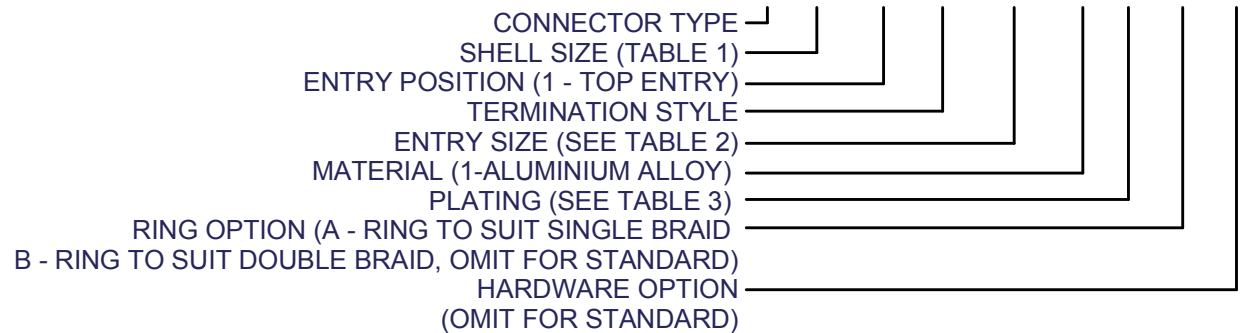 CONNECTOR TYPE
SHELL SIZE (TABLE 1)
ENTRY POSITION (1 - TOP ENTRY)
TERMINATION STYLE
ENTRY SIZE (SEE TABLE 2)
MATERIAL (1-ALUMINIUM ALLOY)
PLATING (SEE TABLE 3)
RING OPTION (A - RING TO SUIT SINGLE BRAID
B - RING TO SUIT DOUBLE BRAID, OMIT FOR STANDARD)
HARDWARE OPTION
(OMIT FOR STANDARD)